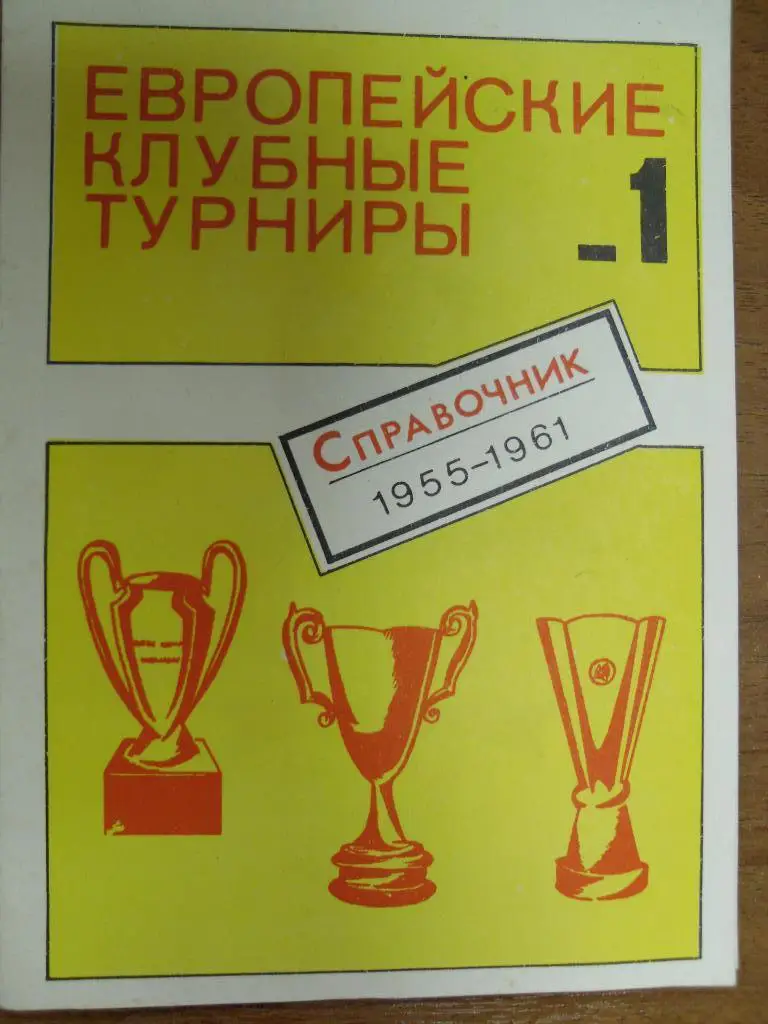 ЕВРОПЕЙСКИЕ
КЛУБНЫЕ
ТУРНИРЫ
-1
СПРАВОЧНИК
1955-1961